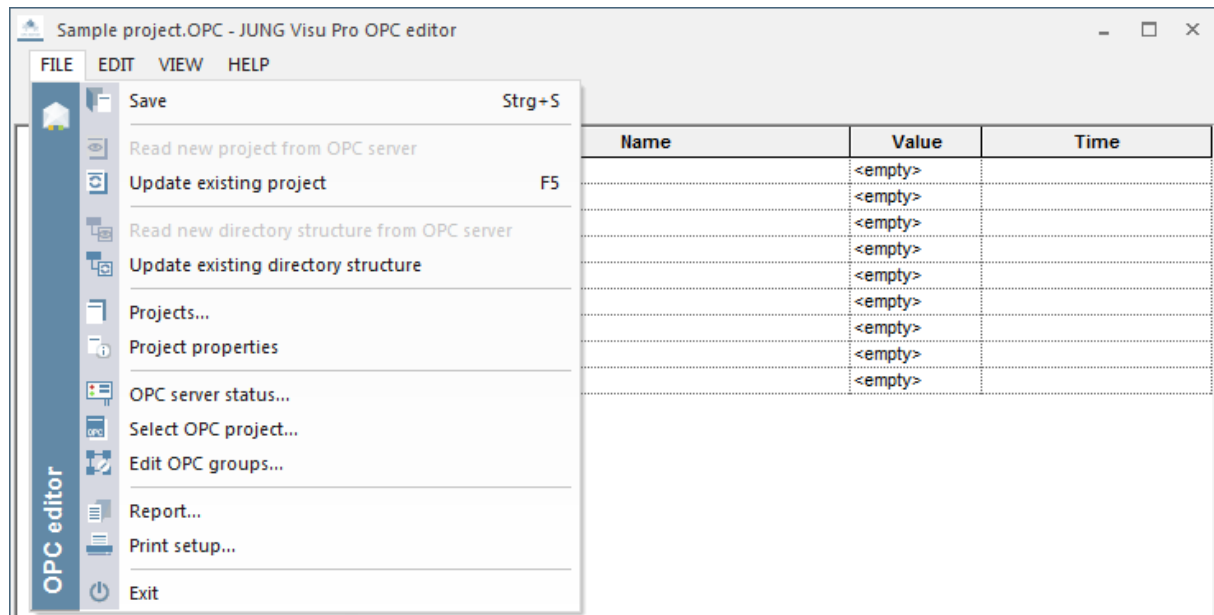 Sample project.OPC - JUNG Visu Pro OPC editor
FILE EDIT VIEW HELP
Save Strg+S
Read new project from OPC server
Update existing project F5
Read new directory structure from OPC server
Update existing directory structure
Projects...
Project properties
OPC server status...
OPC
Select OPC project...
Edit OPC groups...
Report...
Print setup...
Exit
OPC editor
Name Value Time
<empty>
<empty>
<empty>
<empty>
<empty>
<empty>
<empty>
<empty>
<empty>